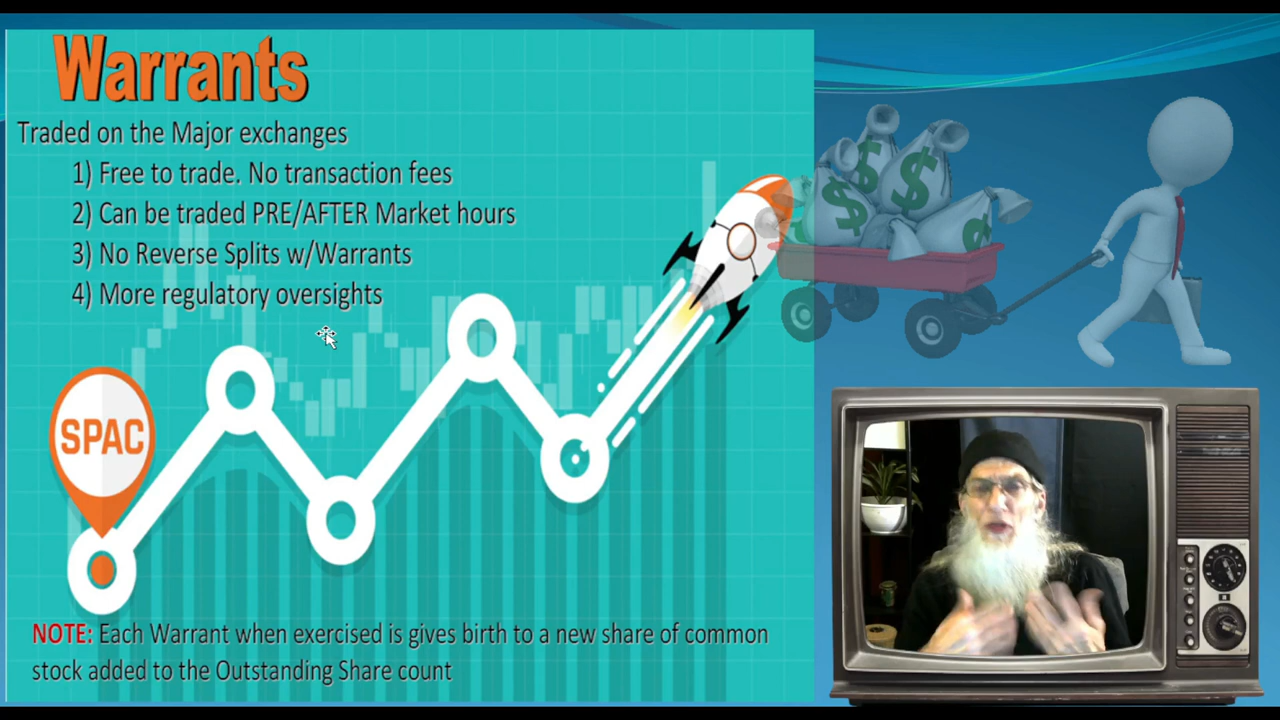 Warrants
Traded on the Major exchanges
1) Free to trade. No transaction fees
2) Can be traded PRE/AFTER Market hours
3) No Reverse Splits w/Warrants
4) More regulatory oversights
SPAC
NOTE: Each Warrant when exercised is gives birth to a new share of common
stock added to the Outstanding Share count